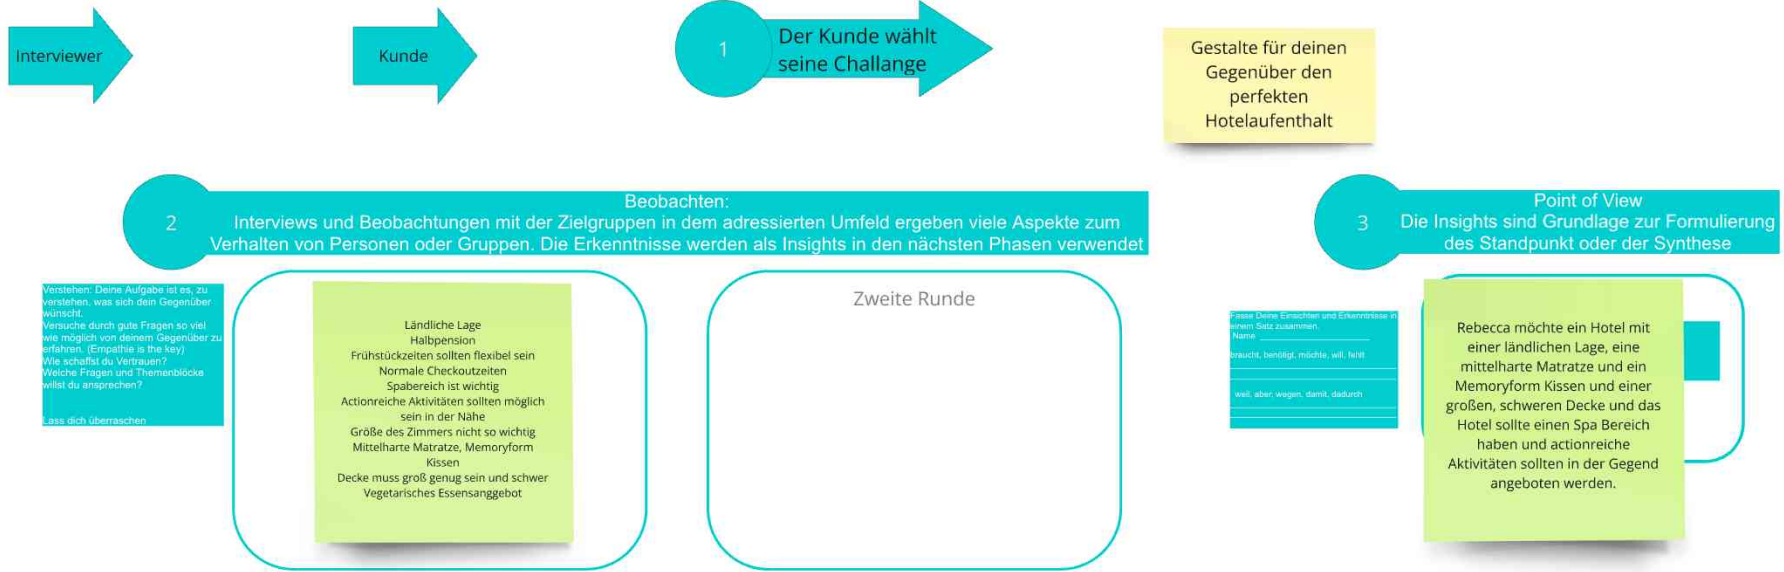 Interviewer
Kunde
1
Der Kunde wählt
seine Challange
Gestalte für deinen
Gegenüber den
perfekten
Hotelaufenthalt
2
Beobachten:
Interviews und Beobachtungen mit der Zielgruppen in dem adressierten Umfeld ergeben viele Aspekte zum
Verhalten von Personen oder Gruppen. Die Erkenntnisse werden als Insights in den nächsten Phasen verwendet
3
Point of View
Die Insights sind Grundlage zur Formulierung
des Standpunkt oder der Synthese
Verstehen: Deine Aufgabe ist es, zu
verstehen, was sich dein Gegenüber
wünscht.
Versuche durch gute Fragen so viel
wie möglich von deinem Gegenüber zu
erfahren. (Empathie is the key)
Wie schaffst du Vertrauen?
Welche Fragen und Themenblöcke
willst du ansprechen?
Lass dich überraschen
Ländliche Lage
Halbpension
Frühstückzeiten sollten flexibel sein
Normale Checkoutzeiten
Spabereich ist wichtig
Actionreiche Aktivitäten sollten möglich
sein in der Nähe
Größe des Zimmers nicht so wichtig
Mittelharte Matratze, Memoryform
Kissen
Decke muss groß genug sein und schwer
Vegetarisches Essensanggebot
Zweite Runde
Fasse Deine Einsichten und Erkenntnisse in
einem Satz zusammen.
Name ____________________
braucht, benötigt, möchte, will, fehlt
weil, aber, wegen, damit, dadurch
Rebecca möchte ein Hotel mit
einer ländlichen Lage, eine
mittelharte Matratze und ein
Memoryform Kissen und einer
großen, schweren Decke und das
Hotel sollte einen Spa Bereich
haben und actionreiche
Aktivitäten sollten in der Gegend
angeboten werden.